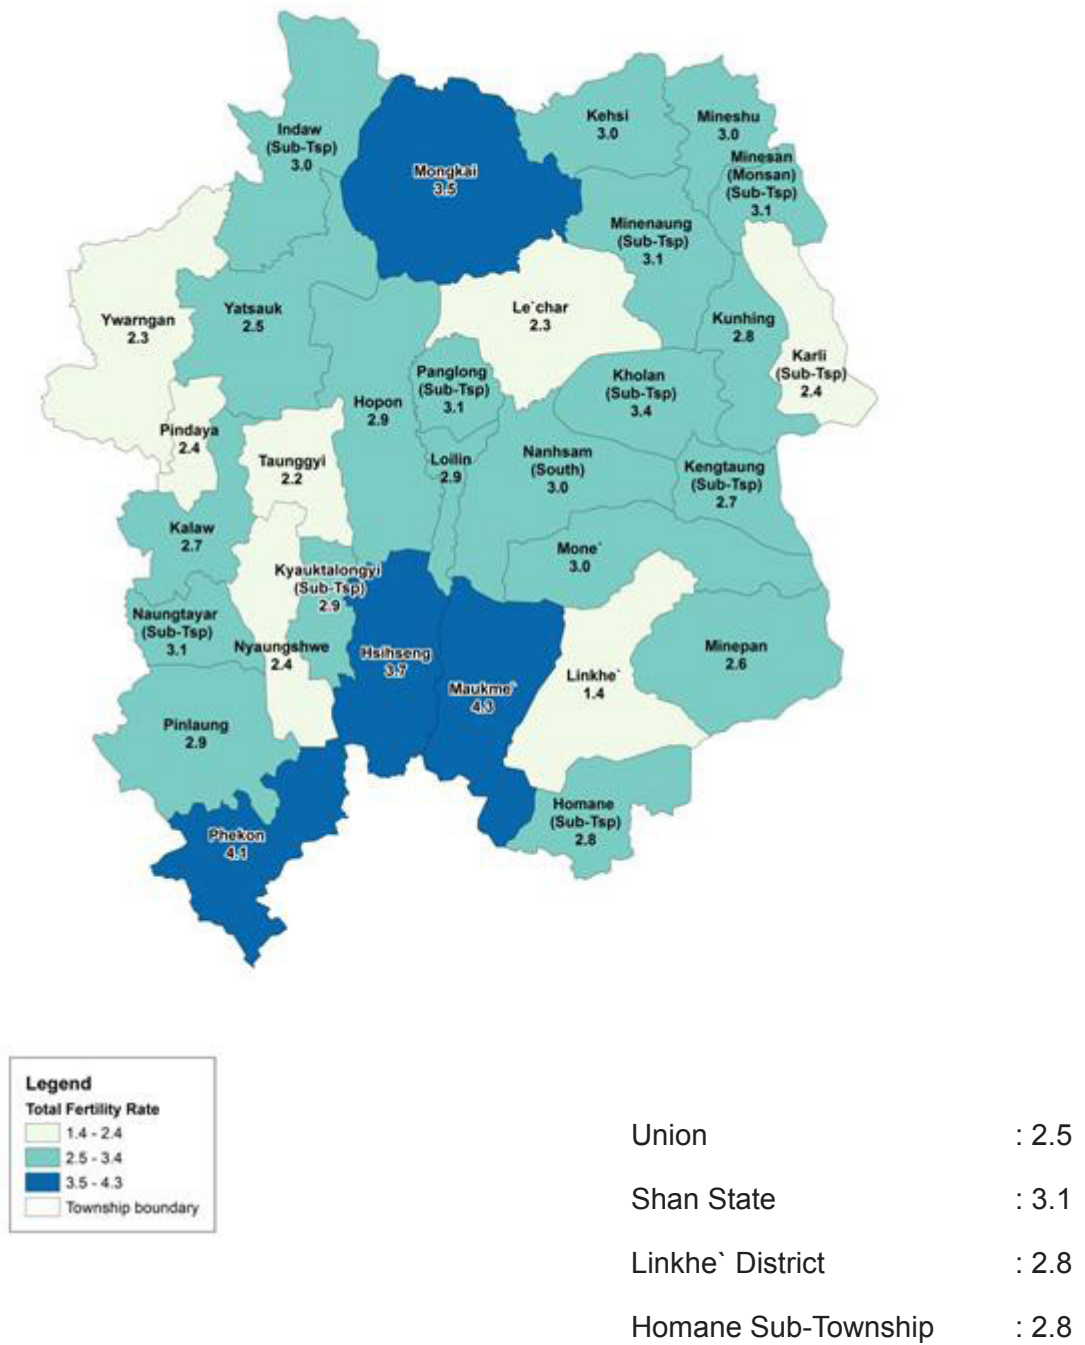 Indaw
(Sub-Tsp)
3.0
Mongkai
3.5
Kehsi
3.0
Mineshu
3.0
Minesan
(Monsan)
(Sub-Tsp)
3.1
Minenaung
(Sub-Tsp)
3.1
Ywarngan
2.3
Yatsauk
2.5
Le`char
2.3
Kunhing
2.8
Karli
(Sub-Tsp)
2.4
Panglong
(Sub-Tsp)
3.1
Kholan
(Sub-Tsp)
3.4
Hopon
2.9
Pindaya
2.4
Taunggyi
2.2
Loilin
2.9
Nanhsam
(South)
3.0
Kengtaung
(Sub-Tsp)
2.7
Kalaw
2.7
Mone`
3.0
Kyauktalongyi
(Sub-Tsp)
2.9
Naungtayar
(Sub-Tsp)
3.1
Nyaungshwe
2.4
Hsihseng
3.7
Maukme`
4.3
Linkhe`
1.4
Minepan
2.6
Pinlaung
2.9
Homane
(Sub-Tsp)
2.8
Phekon
4.1
Legend
Total Fertility Rate
1.4 - 2.4
2.5 - 3.4
3.5 - 4.3
Township boundary
Union : 2.5
Shan State : 3.1
Linkhe` District : 2.8
Homane Sub-Township : 2.8